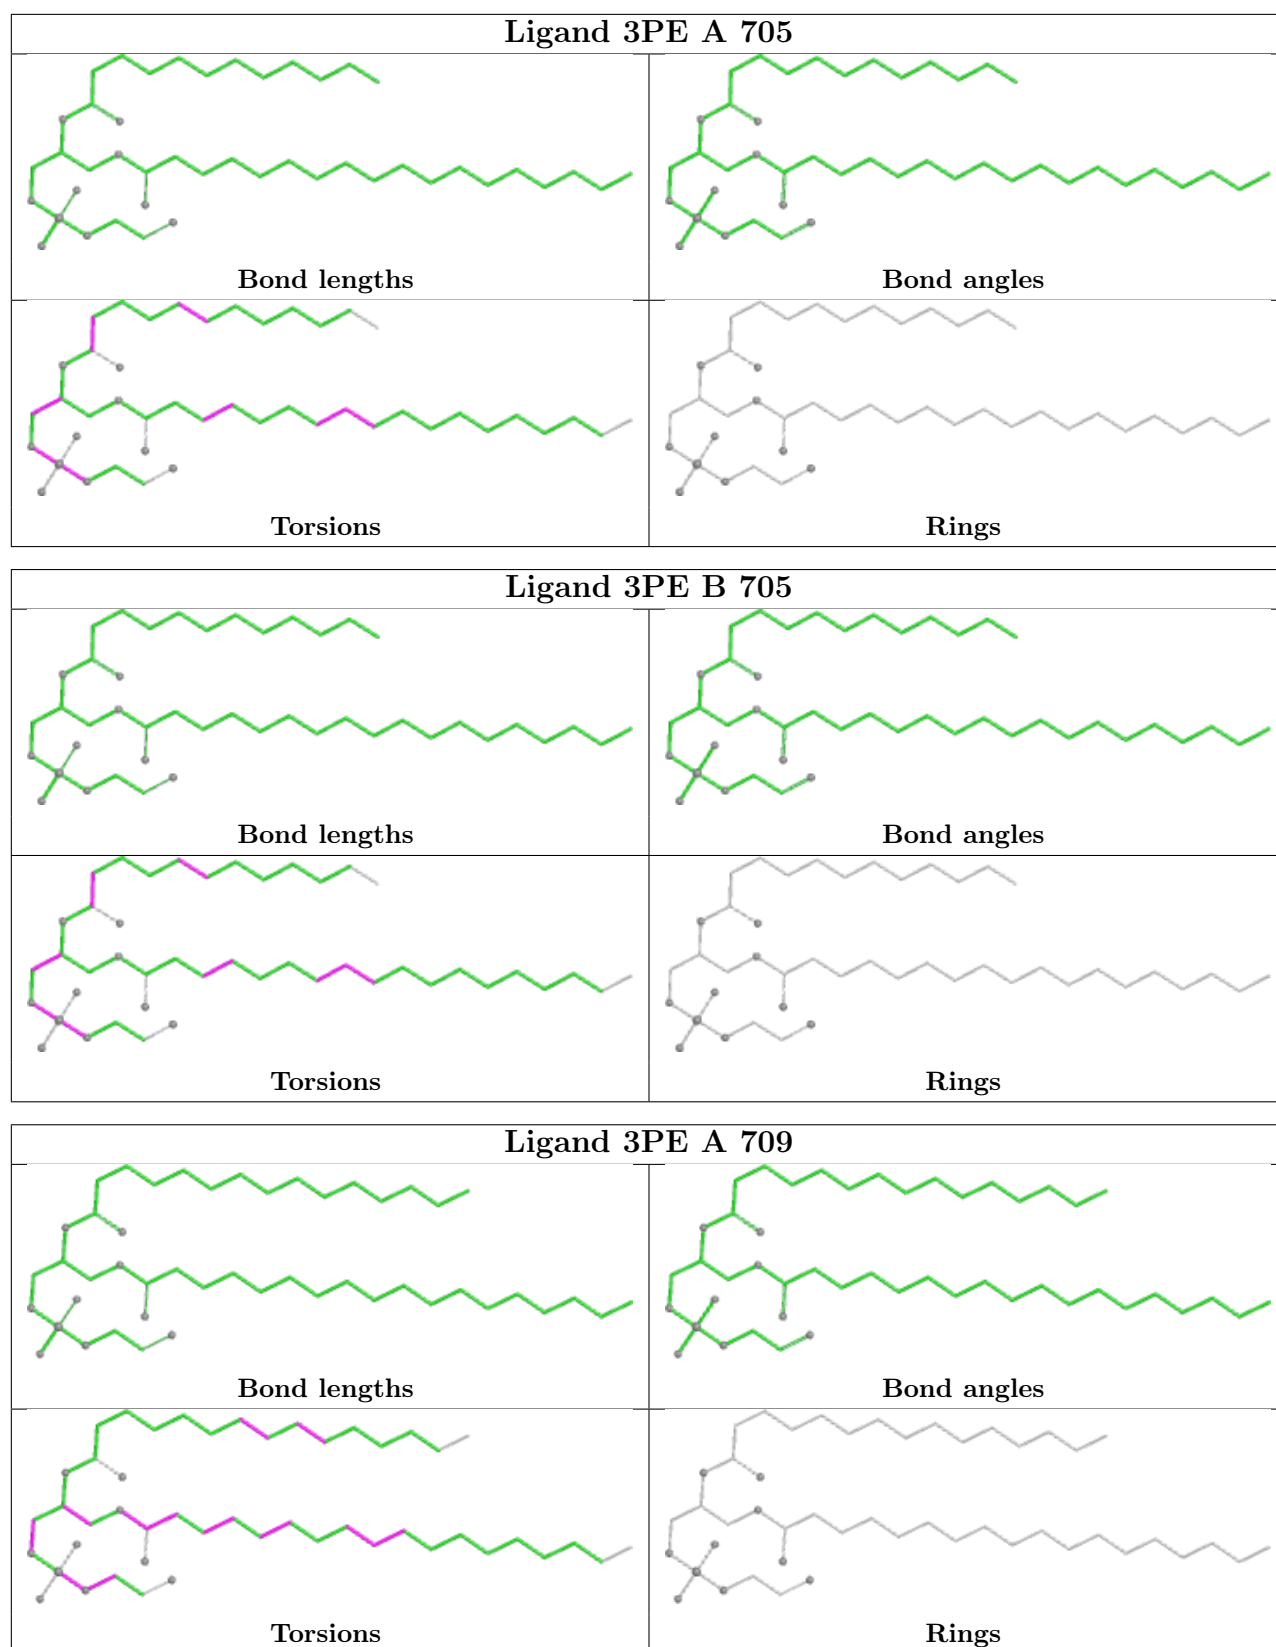 Ligand 3PE A 705
Bond lengths
Bond angles
Torsions
Rings
Ligand 3PE B 705
Bond lengths
Bond angles
Torsions
Rings
Ligand 3PE A 709
Bond lengths
Bond angles
Torsions
Rings